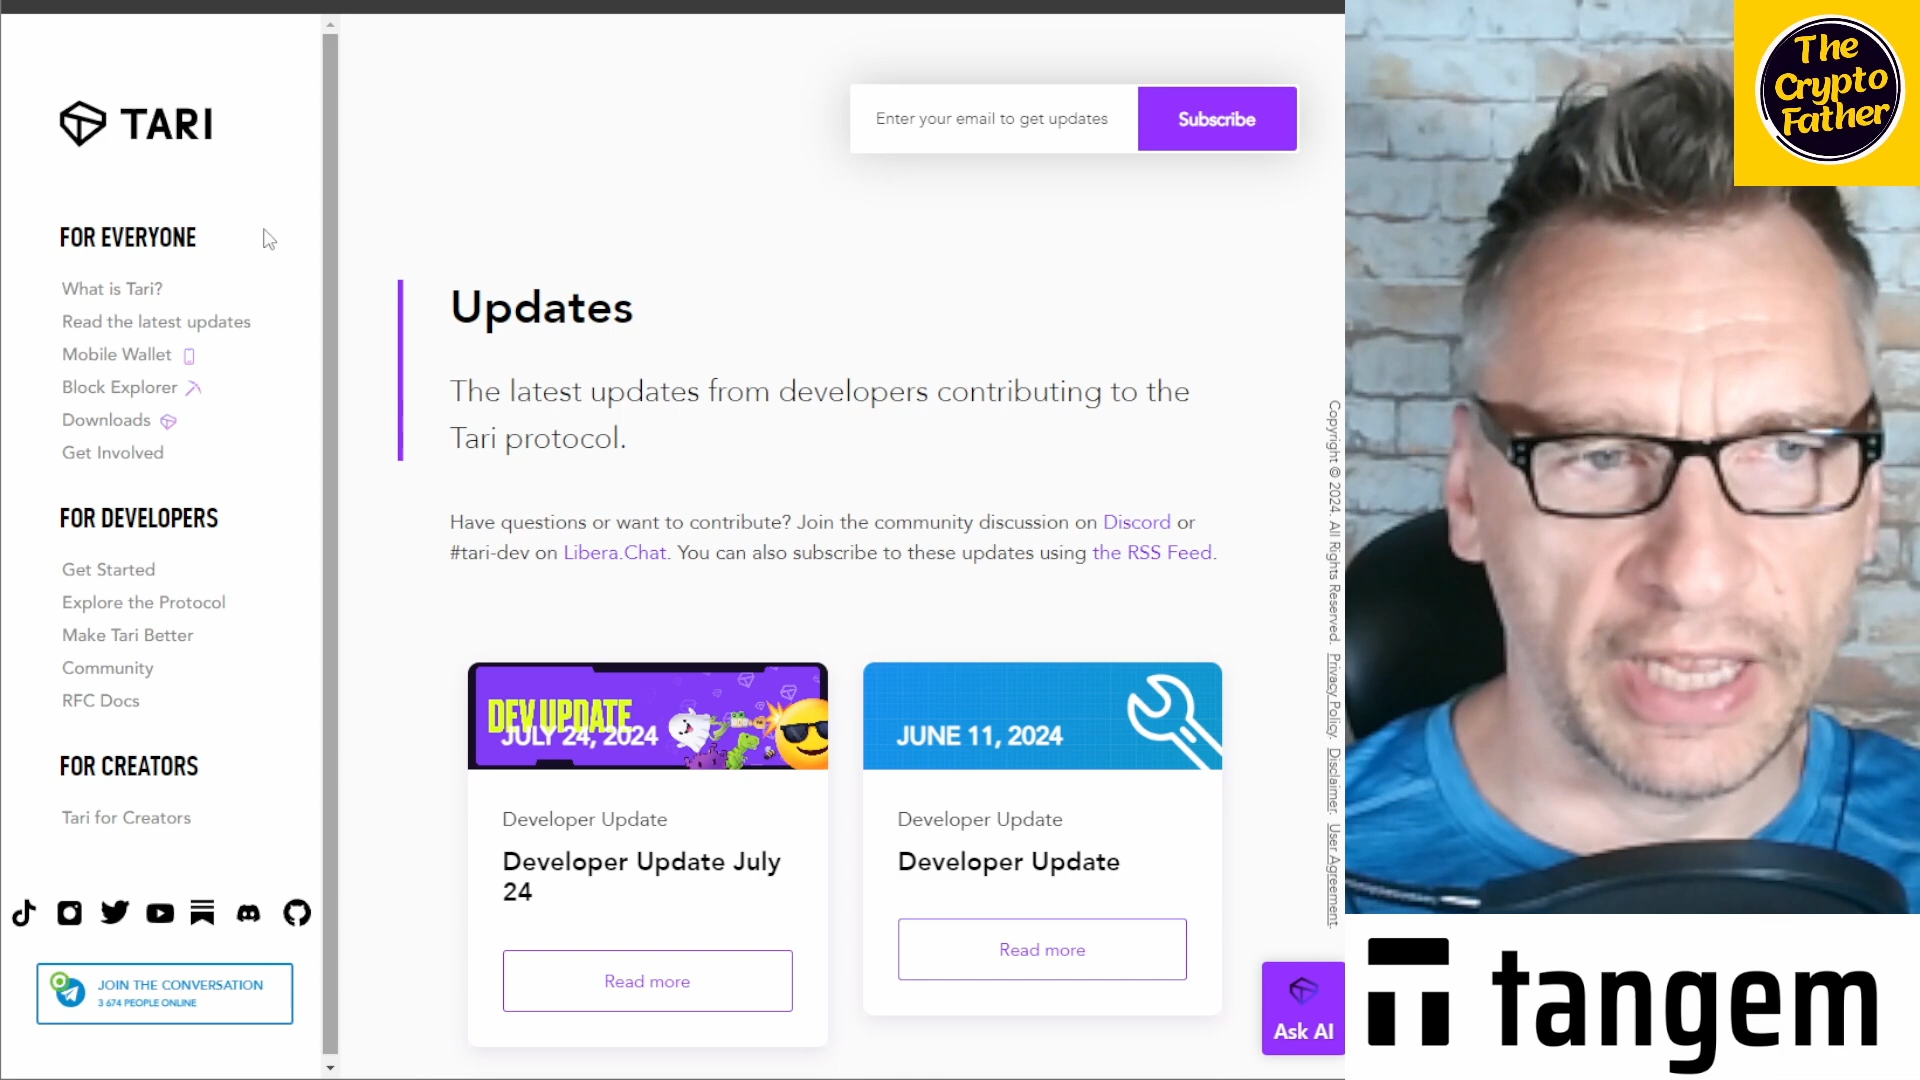 TARI
FOR EVERYONE
What is Tari?
Read the latest updates
Mobile Wallet
Block Explorer
Downloads
Get Involved
FOR DEVELOPERS
Get Started
Explore the Protocol
Make Tari Better
Community
RFC Docs
FOR CREATORS
Tari for Creators
JOIN THE CONVERSATION
3 674 PEOPLE ONLINE
Enter your email to get updates
Subscribe
Updates
The latest updates from developers contributing to the
Tari protocol.
Have questions or want to contribute? Join the community discussion on Discord or
#tari-dev on Libera.Chat. You can also subscribe to these updates using the RSS Feed.
DEV UPDATE
JULY 24, 2024
Developer Update
Developer Update July
24
Read more
JUNE 11, 2024
Developer Update
Developer Update
Read more
Copyright © 2024. All Rights Reserved. Privacy Policy. Disclaimer. User Agreement.
Ask AI
The
Crypto
Father
tangem